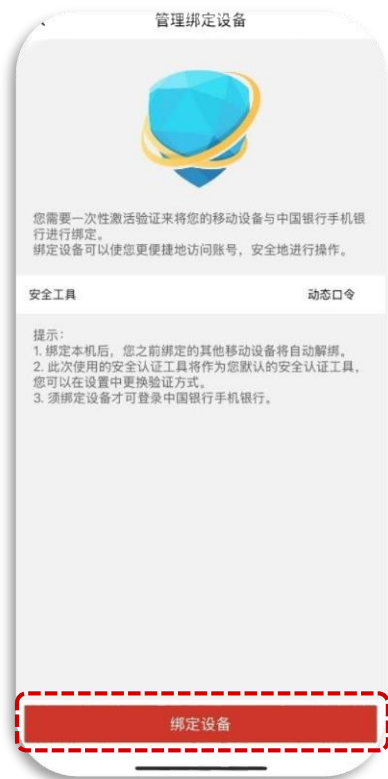 管理绑定设备
您需要一次性激活验证来将您的移动设备与中国银行手机银
行进行绑定。
绑定设备可以使您更便捷地访问账号，安全地进行操作。
安全工具 动态口令
提示：
1. 绑定本机后，您之前绑定的其他移动设备将自动解绑。
2. 此次使用的安全认证工具将作为您默认的安全认证工具，
您可以在设置中更换验证方式。
3. 须绑定设备才可登录中国银行手机银行。
绑定设备